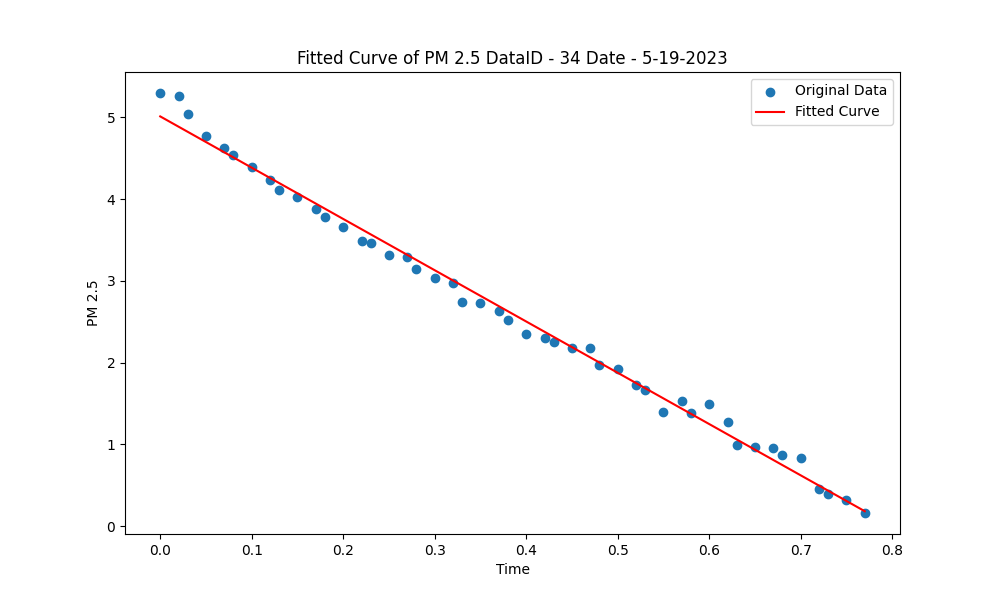 Fitted Curve of PM 2.5 DataID - 34 Date - 5-19-2023
Original Data
Fitted Curve
5
4
3
2
1
0
PM 2.5
0.0 0.1 0.2 0.3 0.4 0.5 0.6 0.7 0.8
Time